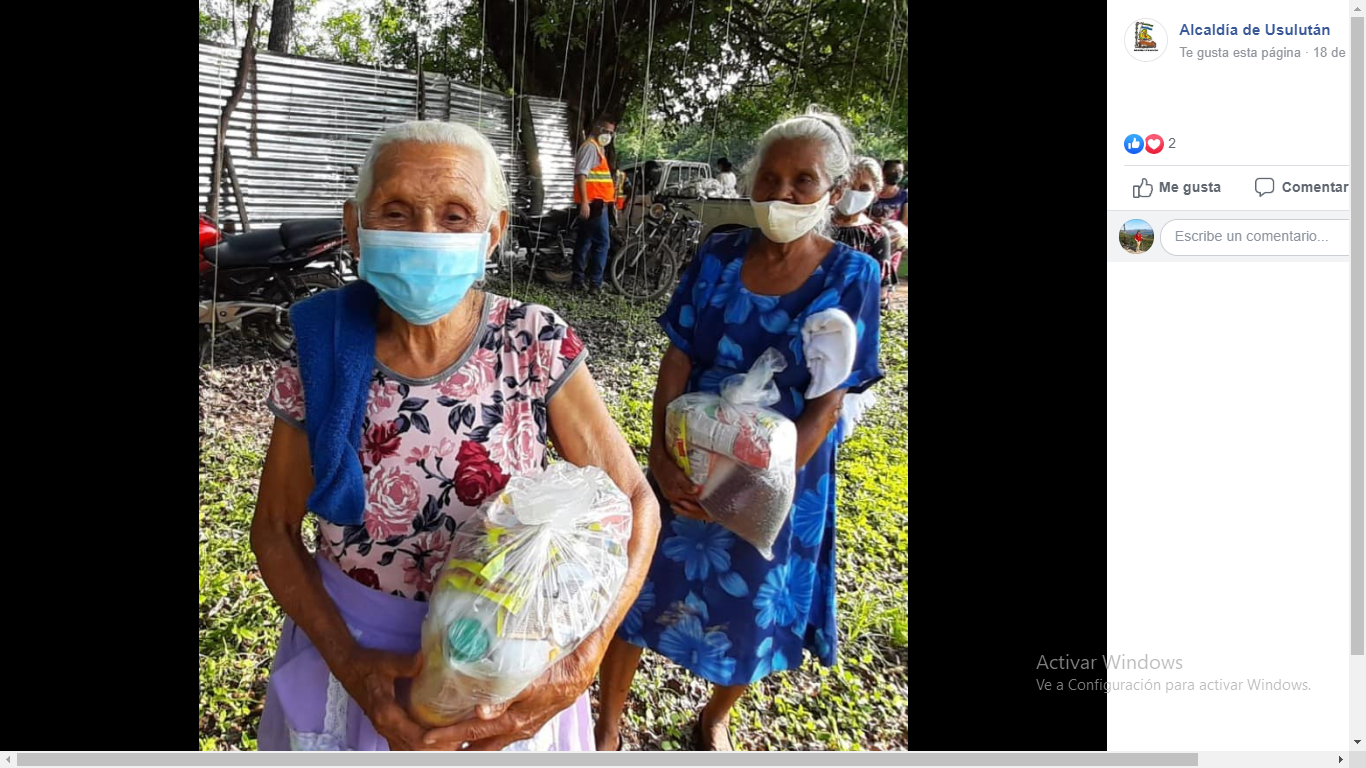 Alcaldía de Usulután
Te gusta esta página · 18 de
2
Me gusta
Comentar
Escribe un comentario...
Activar Windows
Ve a Configuración para activar Windows.